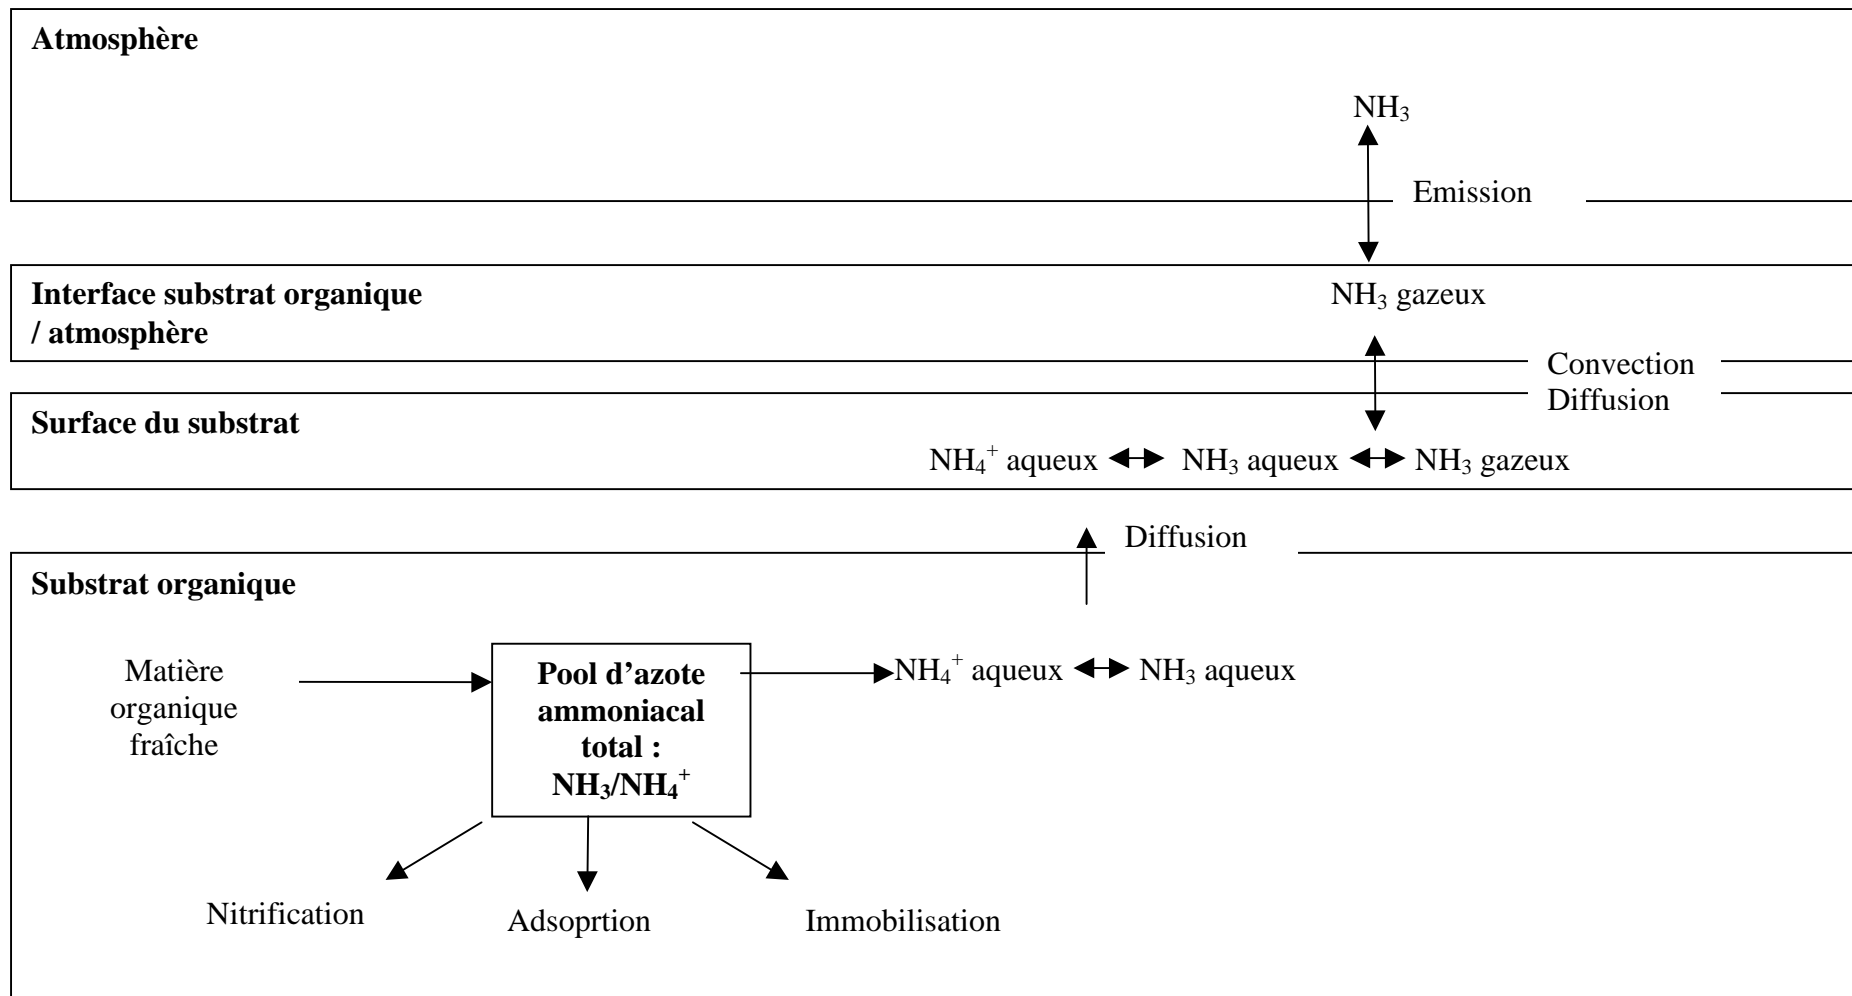 Atmosphère
NH₃
Emission
Interface substrat organique
/ atmosphère
NH₃ gazeux
Convection
Diffusion
Surface du substrat
NH₄⁺ aqueux NH₃ aqueux NH₃ gazeux
Diffusion
Substrat organique
Matière
organique
fraîche
Pool d’azote
ammoniacal
total :
NH₃/NH₄⁺
NH₄⁺ aqueux NH₃ aqueux
Nitrification
Adsoprtion
Immobilisation